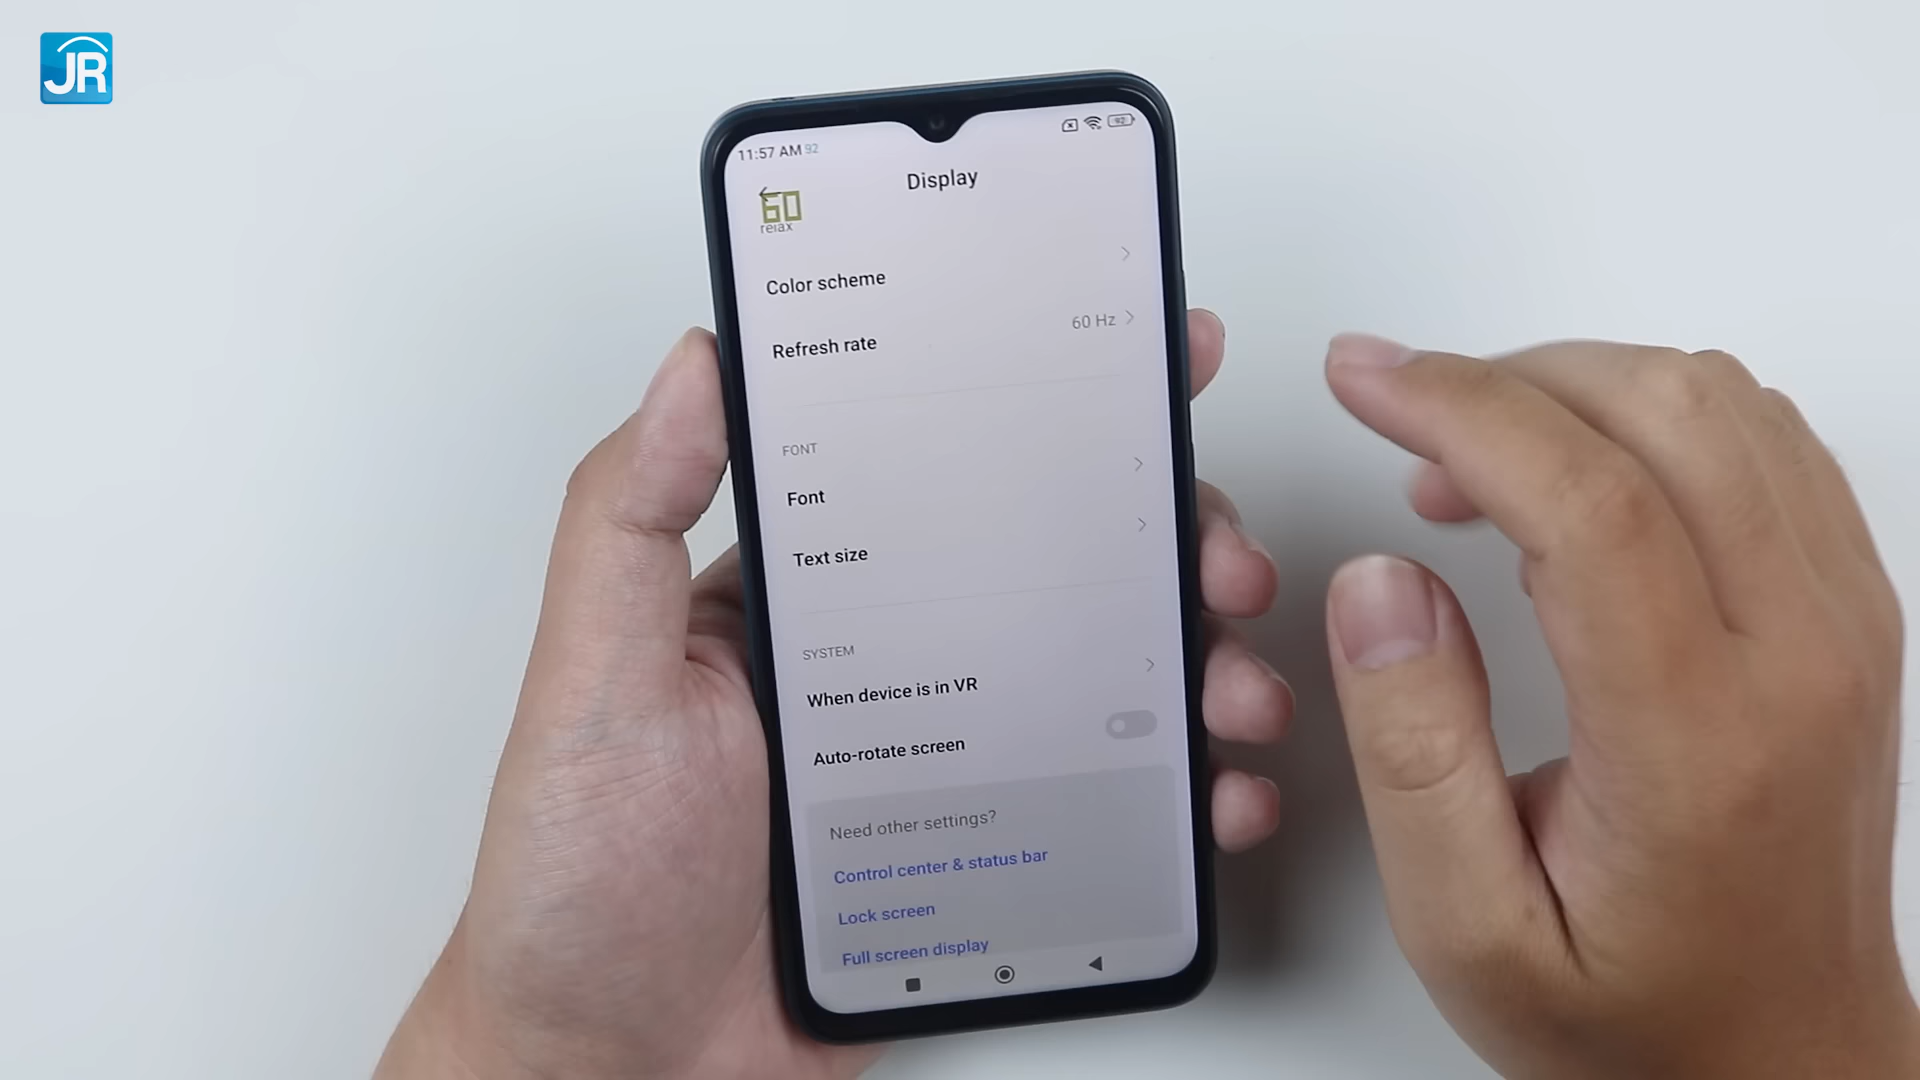 JR
11:57 AM 92
92
Display
60
relax
Color scheme
Refresh rate
60 Hz
FONT
Font
Text size
SYSTEM
When device is in VR
Auto-rotate screen
Need other settings?
Control center & status bar
Lock screen
Full screen display